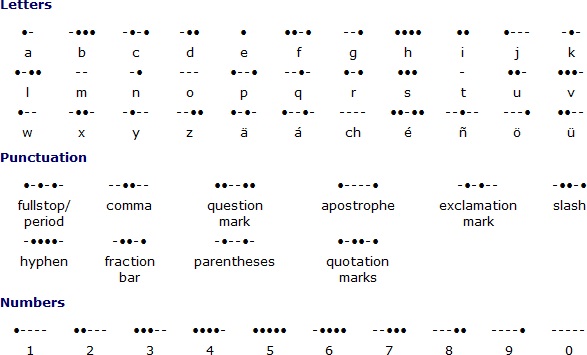 Letters
•- -••• -•-• -•• • ••-• --• •••• •• •--- -•-
a b c d e f g h i j k
•-•• -- -• --- •--• --•- •-• ••• - ••- •••-
l m n o p q r s t u v
•-- -••- -•-- --•• •-•- •--•- ---- ••-•• --•-- ---• ••--
w x y z ä á ch é ñ ö ü
Punctuation
•-•-•- --••-- ••--•• •----• -•-•-- -••-•
fullstop/ comma question apostrophe exclamation slash
period mark mark
-••••- -••-• -•--•- •-••-•
hyphen fraction parentheses quotation
bar marks
Numbers
•---- ••--- •••-- ••••- ••••• -•••• --••• ---•• ----• -----
1 2 3 4 5 6 7 8 9 0